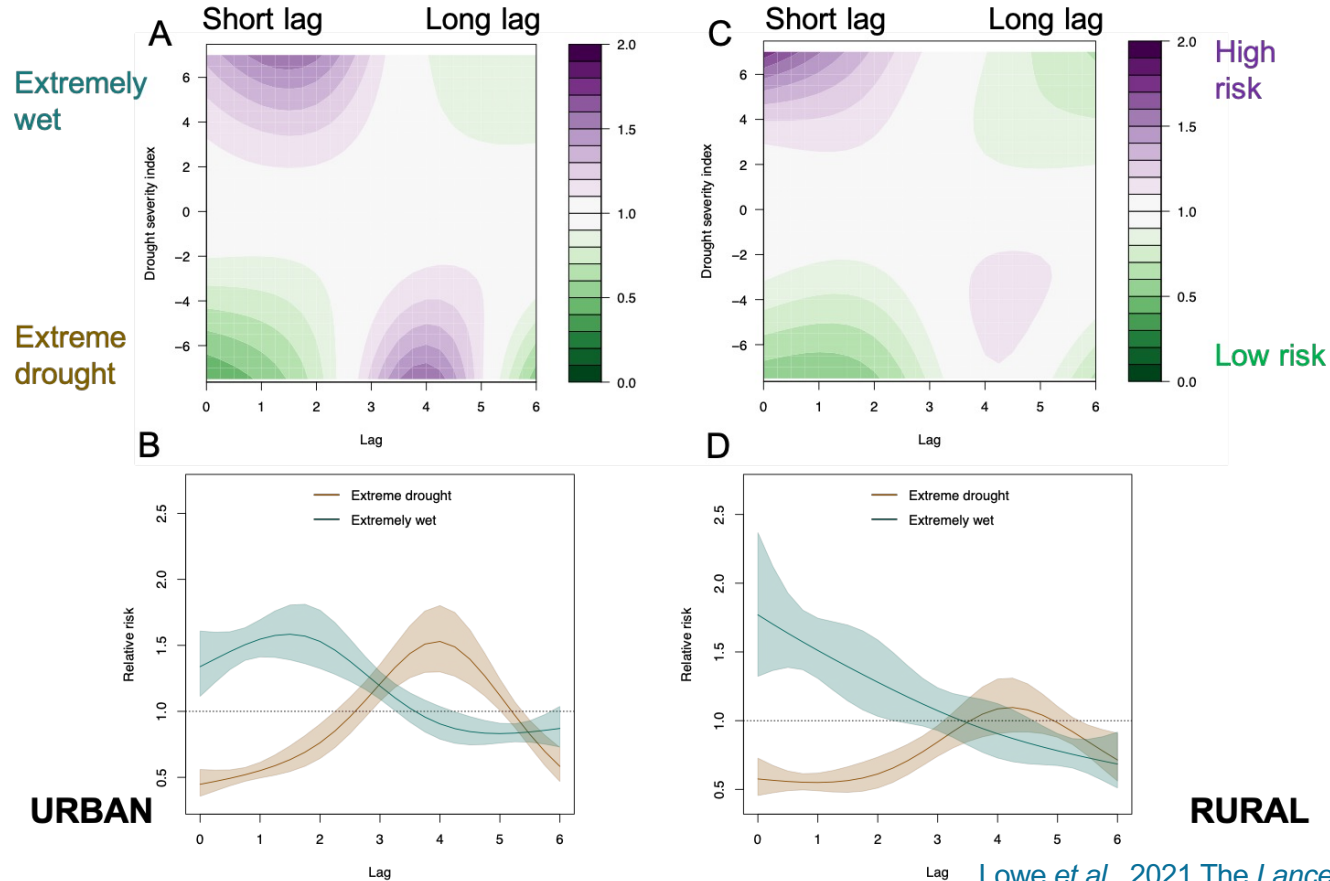 A
Short lag
Long lag
C
Short lag
Long lag
Extremely
wet
Extreme
drought
High
risk
Low risk
Drought severity index
6
4
2
0
−2
−4
−6
0
1
2
3
4
5
6
Lag
2.0
1.5
1.0
0.5
0.0
Drought severity index
6
4
2
0
−2
−4
−6
0
1
2
3
4
5
6
Lag
2.0
1.5
1.0
0.5
0.0
B
Extreme drought
Extremely wet
Relative risk
2.5
2.0
1.5
1.0
0.5
0
1
2
3
4
5
6
Lag
URBAN
D
Extreme drought
Extremely wet
Relative risk
2.5
2.0
1.5
1.0
0.5
0
1
2
3
4
5
6
Lag
RURAL
Lowe et al., 2021 The Lance